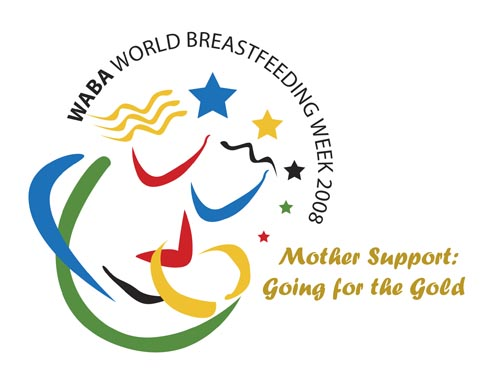 WABA WORLD BREASTFEEDING WEEK 2008
Mother Support:
Going for the Gold